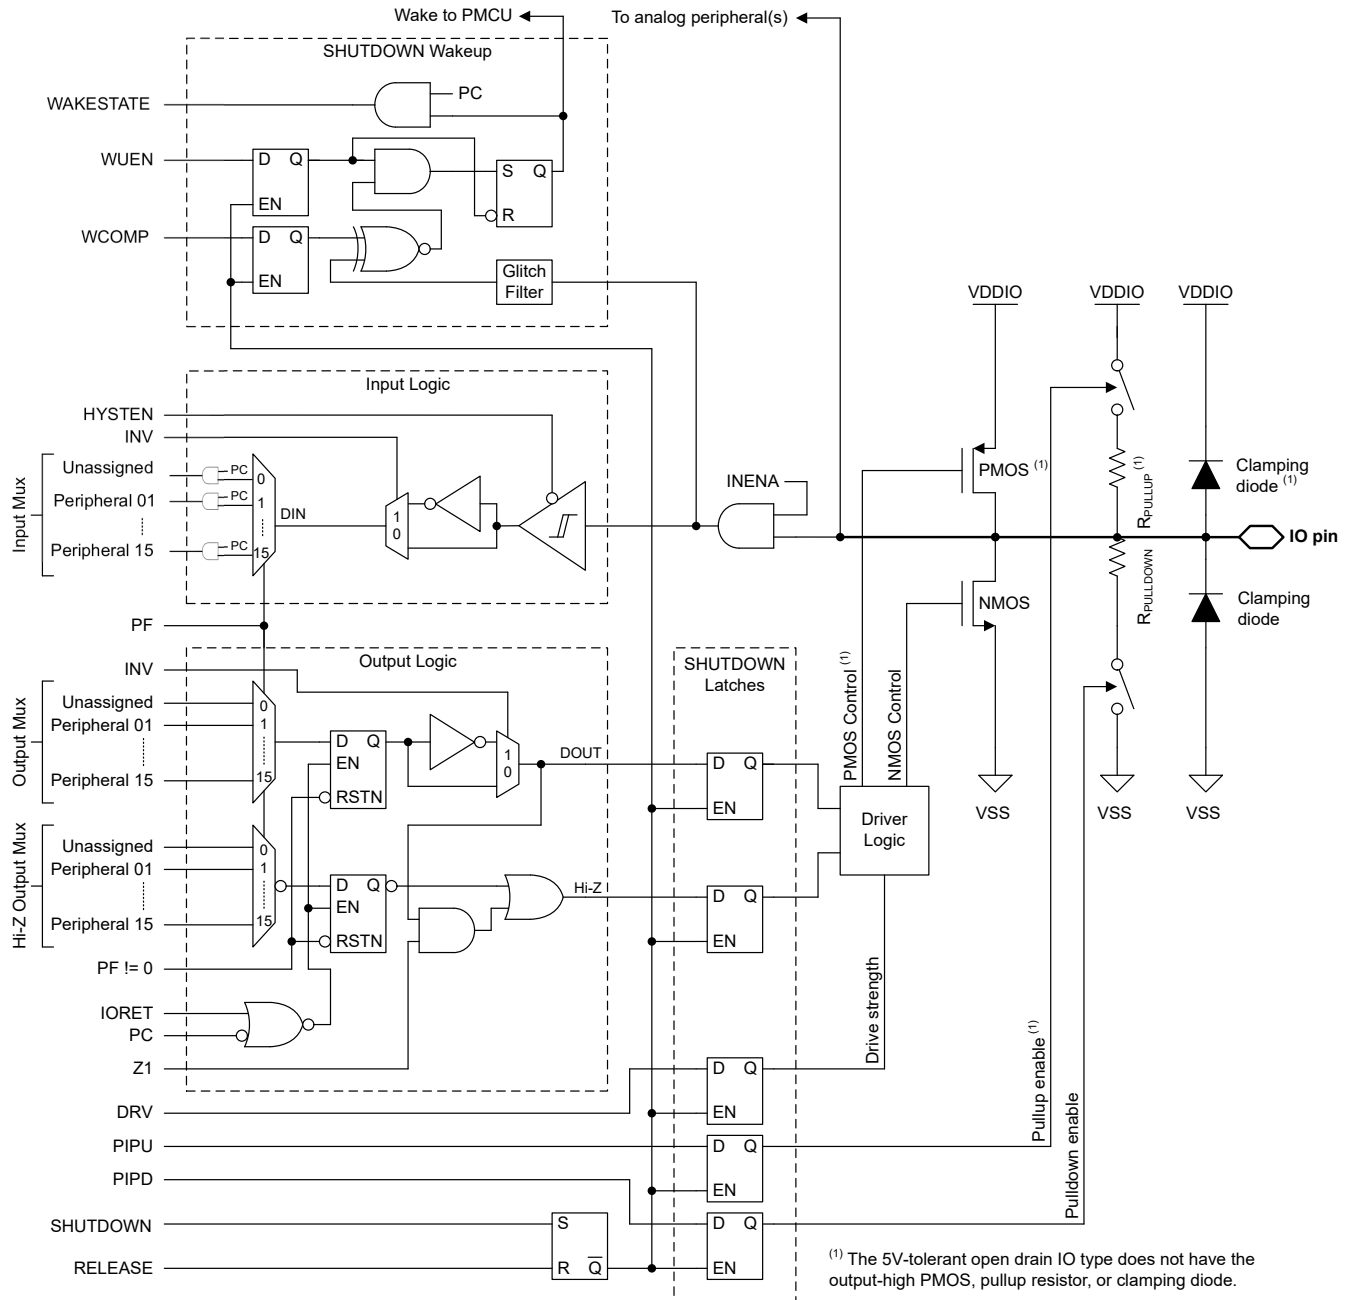 Wake to PMCU
To analog peripheral(s)
SHUTDOWN Wakeup
WAKESTATE
PC
WUEN
D Q
EN
S Q
R
WCOMP
D Q
EN
Glitch
Filter
VDDIO
VDDIO
VDDIO
Input Logic
HYSTEN
INV
Input Mux
Unassigned
PC
0
Peripheral 01
PC
1
Peripheral 15
PC
15
DIN
1
0
INENA
PMOS (1)
RPULLUP (1)
Clamping
diode (1)
IO pin
RPULLDOWN
NMOS
Clamping
diode
PF
Output Logic
INV
Output Mux
Unassigned
0
Peripheral 01
1
Peripheral 15
15
D Q
EN
RSTN
1
0
DOUT
SHUTDOWN
Latches
D Q
EN
PMOS Control (1)
NMOS Control
Driver
Logic
VSS
VSS
VSS
Hi-Z Output Mux
Unassigned
0
Peripheral 01
1
Peripheral 15
15
D Q
EN
RSTN
Hi-Z
D Q
EN
PF != 0
IORET
PC
Z1
Drive strength
D Q
EN
DRV
Pullup enable (1)
Pulldown enable
PIPU
D Q
EN
PIPD
SHUTDOWN
S
D Q
RELEASE
R Q
EN
(1) The 5V-tolerant open drain IO type does not have the
output-high PMOS, pullup resistor, or clamping diode.